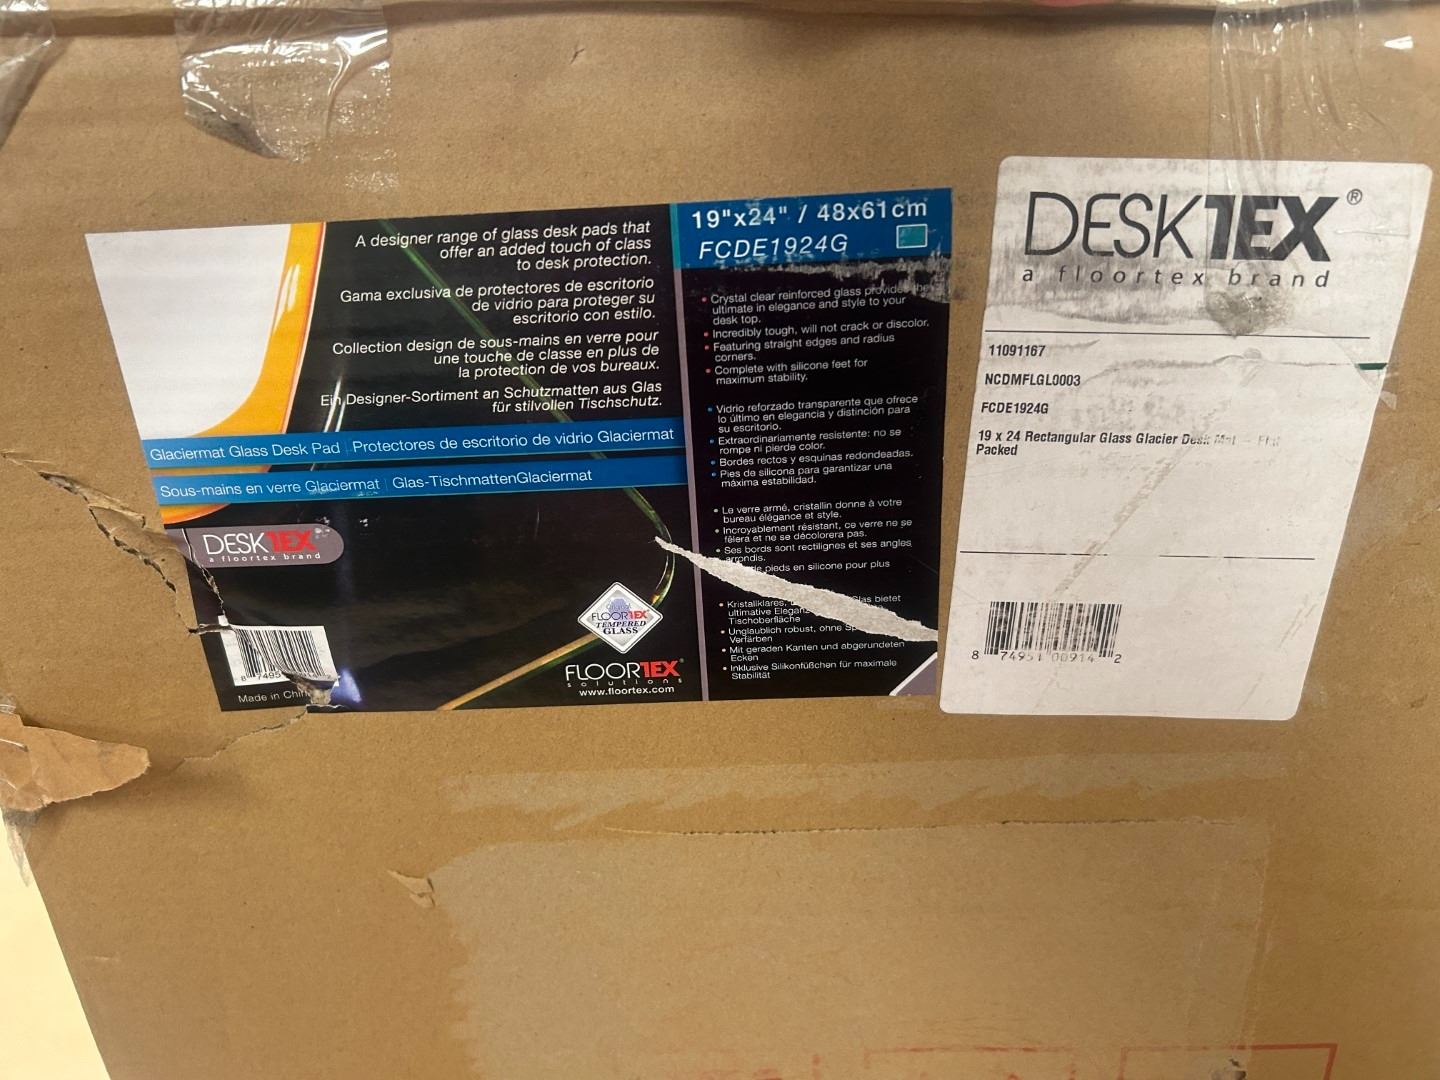 A designer range of glass desk pads that
offer an added touch of class
to desk protection.
Gama exclusiva de protectores de escritorio
de vidrio para proteger su
escritorio con estilo.
Collection design de sous-mains en verre pour
une touche de classe en plus de
la protection de vos bureaux.
Ein Designer-Sortiment an Schutzmatten aus Glas
für stilvollen Tischschutz.
Glaciermat Glass Desk Pad | Protectores de escritorio de vidrio Glaciermat
Sous-mains en verre Glaciermat | Glas-TischmattenGlaciermat
DESKTEX
a floortex brand
8 7495
Made in
FLOORTEX
TEMPERED
GLASS
FLOORTEX
solutions
www.floortex.com
19"x24" / 48x61cm
FCDE1924G
• Crystal clear reinforced glass provides the
ultimate in elegance and style to your
desk top.
• Incredibly tough, will not crack or discolor.
• Featuring straight edges and radius
corners.
• Complete with silicone feet for
maximum stability.
• Vidrio reforzado transparente que ofrece
lo último en elegancia y distinción para
su escritorio.
• Extraordinariamente resistente: no se
rompe ni pierde color.
• Bordes rectos y esquinas redondeadas.
• Pies de silicona para garantizar una
máxima estabilidad.
• Le verre armé, cristallin donne à votre
bureau élégance et style.
• Incroyablement résistant, ce verre ne se
fêlera et ne se décolorera pas.
• Ses bords sont rectilignes et ses angles
arrondis.
de pieds en silicone pour plus
• Kristallklares, Glas bietet
ultimative
Tischoberfläche
• Unglaublich robust, ohne
Verfärben
• Mit geraden Kanten und abgerundeten
Ecken
• Inklusive Silikonfüßchen für maximale
Stabilität
DESKTEX®
a floortex brand
11091167
NCDMFLGL0003
FCDE1924G
19 x 24 Rectangular Glass Glacier Desk Mat - Flat
Packed
8 74951 00914 2